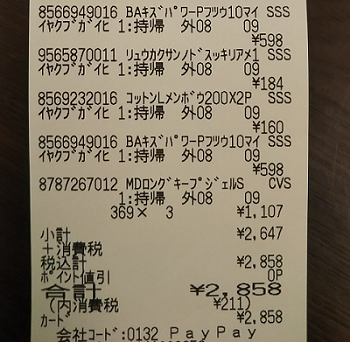 8566949016 BAｷｽﾞﾊﾟﾜｰPﾌﾂｳ10ﾏｲ SSS
ｲﾔｸﾌﾞｶﾞｲﾋ 1:持帰 外08 09
¥598
9565870011 ﾘｭｳｶｸｻﾝﾉﾄﾞｽｯｷﾘｱﾒ1 SSS
ｲﾔｸﾌﾞｶﾞｲﾋ 1:持帰 外08 09
¥184
8569232016 ｺｯﾄﾝLﾒﾝﾎﾞｳ200X2P SSS
ｲﾔｸﾌﾞｶﾞｲﾋ 1:持帰 外08 09
¥160
8566949016 BAｷｽﾞﾊﾟﾜｰPﾌﾂｳ10ﾏｲ SSS
ｲﾔｸﾌﾞｶﾞｲﾋ 1:持帰 外08 09
¥598
8787267012 MDﾛﾝｸﾞｷｰﾌﾟｼﾞｪﾙS CVS
1:持帰 外08 09
369× 3 ¥1,107
小計 ¥2,647
＋消費税
税込計 ¥2,858
ﾎﾟｲﾝﾄ値引 0P
合計 ¥2,858
(内消費税 ¥211)
ｶｰﾄﾞ ¥2,858
会社ｺｰﾄﾞ:0132 PayPay